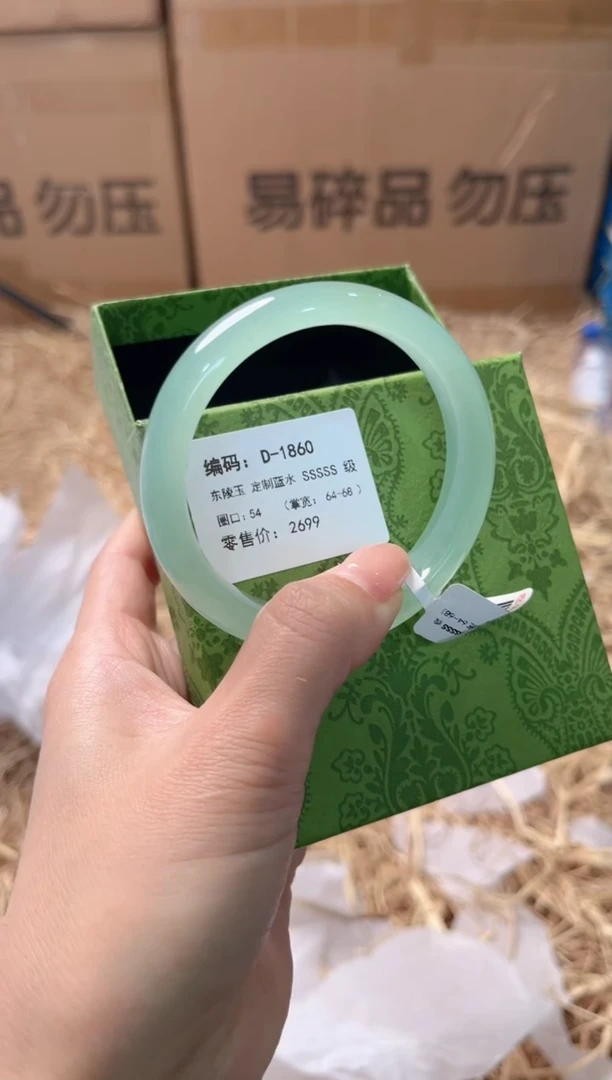 品 勿压
易碎品 勿压
编码: D-1860
东陵玉 定制蓝水 SSSSS 级
圈口: 54 (掌宽: 64-68 )
零售价: 2699